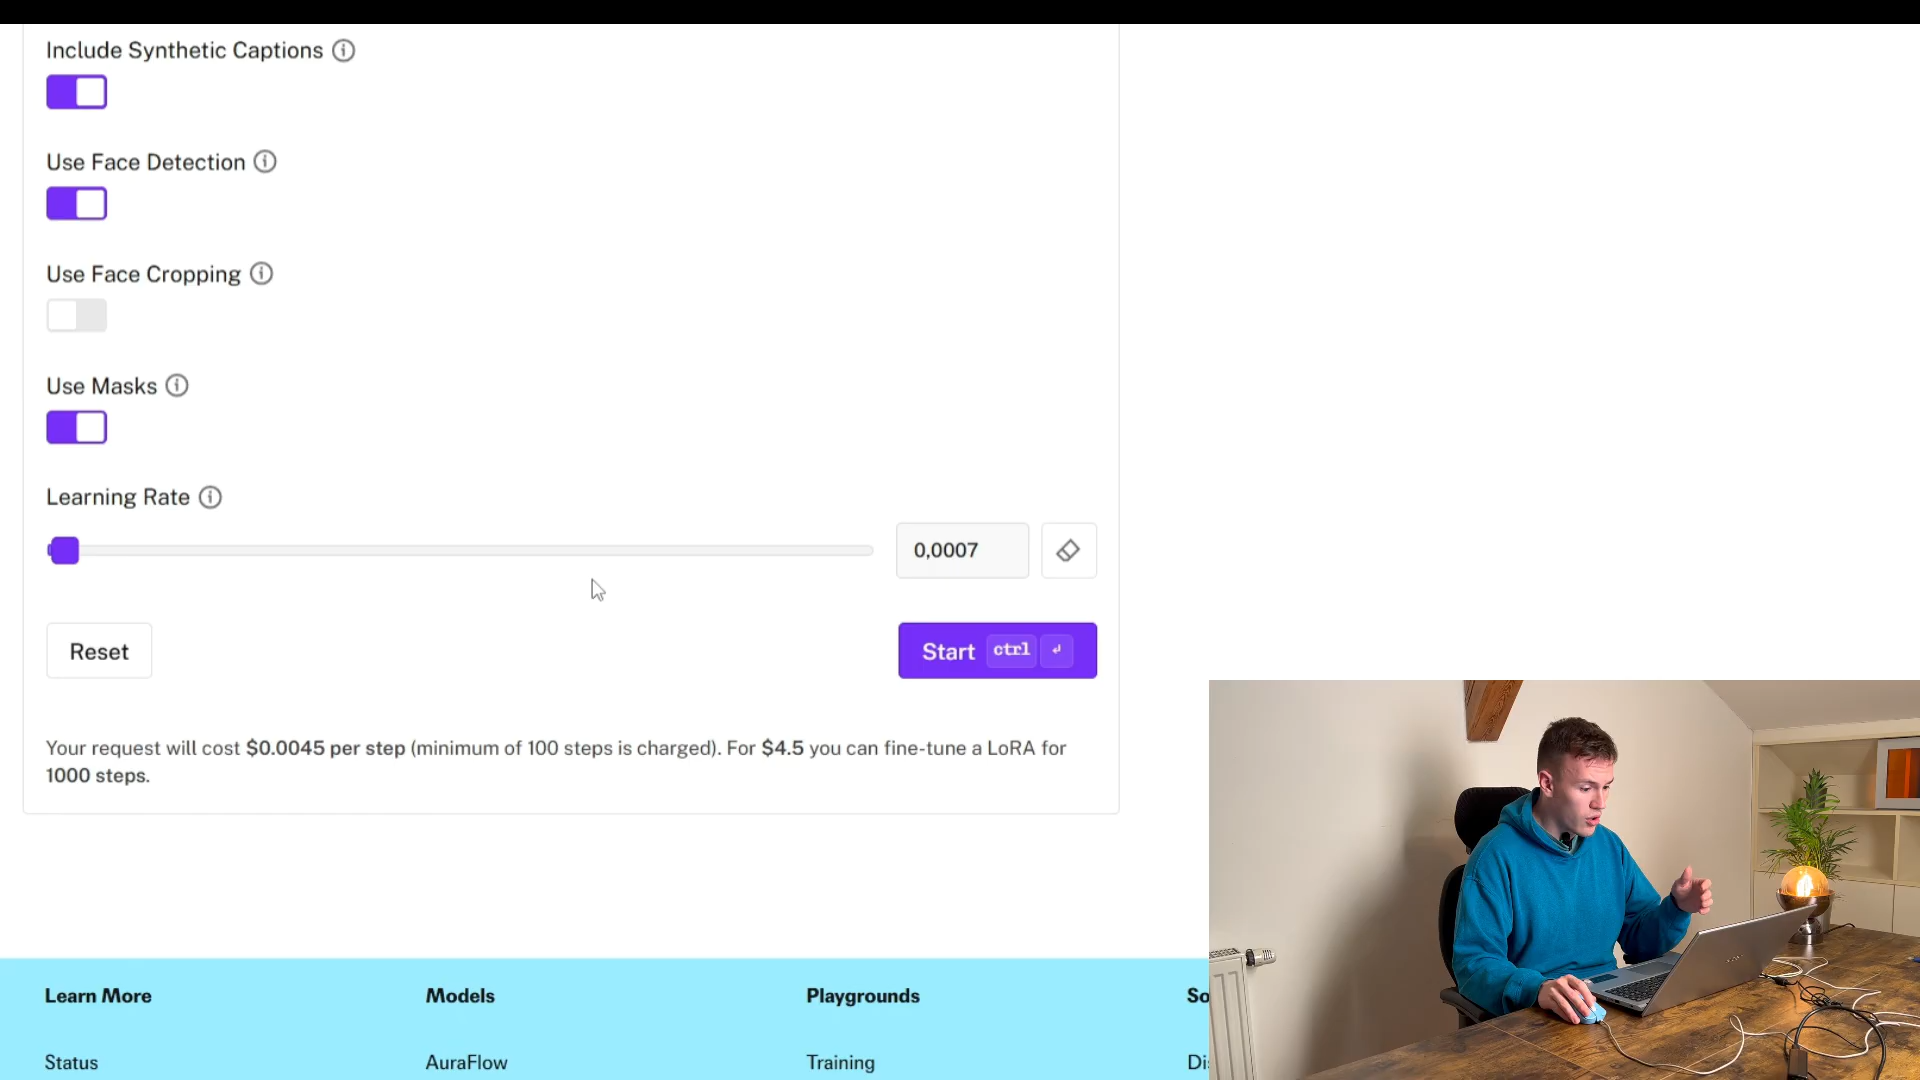 Include Synthetic Captions
Use Face Detection
Use Face Cropping
Use Masks
Learning Rate
0,0007
Reset
Start ctrl
Your request will cost $0.0045 per step (minimum of 100 steps is charged). For $4.5 you can fine-tune a LoRA for
1000 steps.
Learn More Models Playgrounds So
Status AuraFlow Training Di